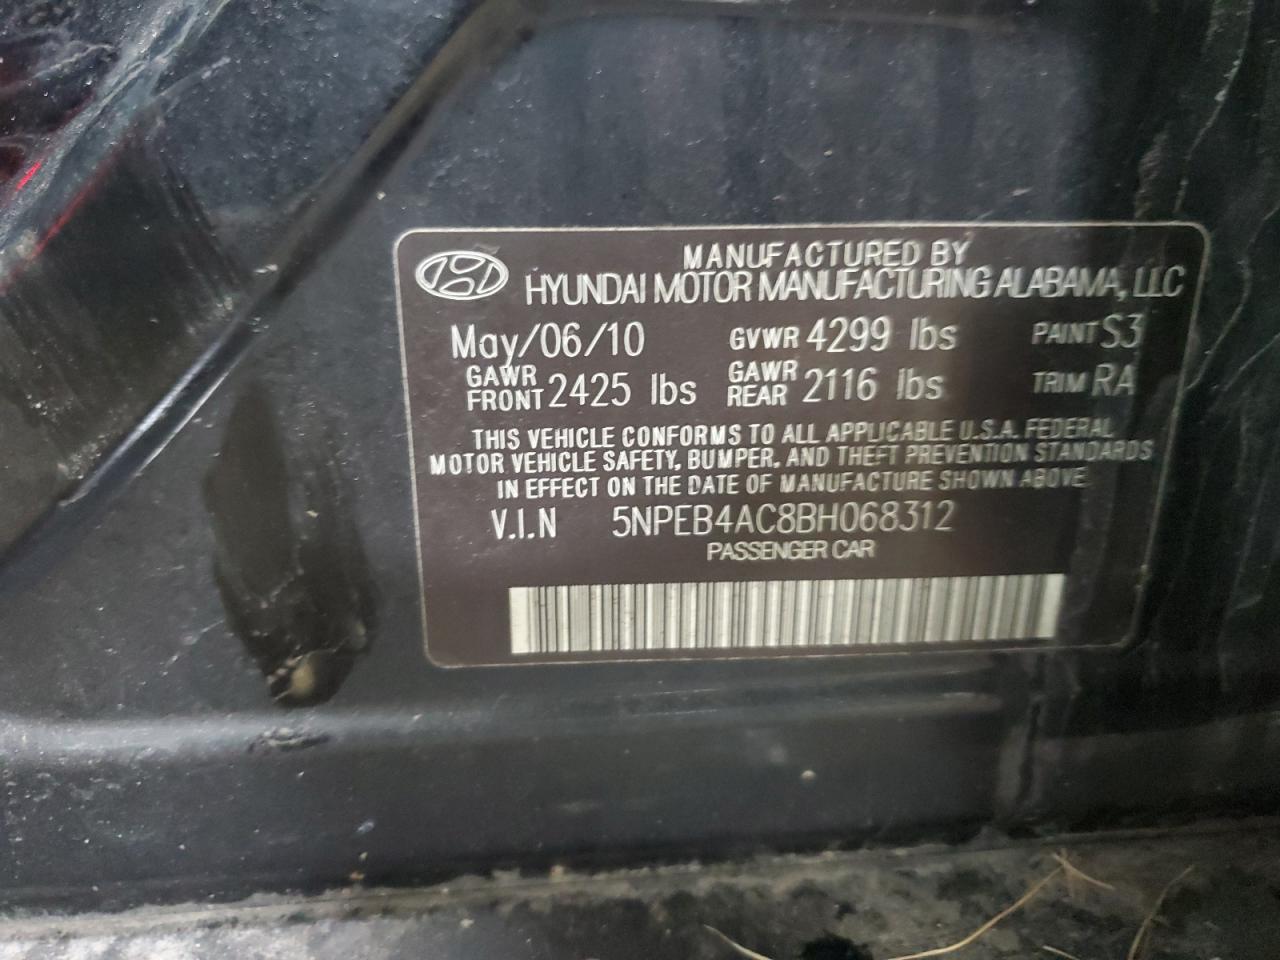 MANUFACTURED BY
HYUNDAI MOTOR MANUFACTURING ALABAMA, LLC
May/06/10 GVWR 4299 lbs PAINT S3
GAWR FRONT 2425 lbs GAWR REAR 2116 lbs TRIM RA
THIS VEHICLE CONFORMS TO ALL APPLICABLE U.S.A. FEDERAL
MOTOR VEHICLE SAFETY, BUMPER, AND THEFT PREVENTION STANDARDS
IN EFFECT ON THE DATE OF MANUFACTURE SHOWN ABOVE
V.I.N 5NPEB4AC8BH068312
PASSENGER CAR